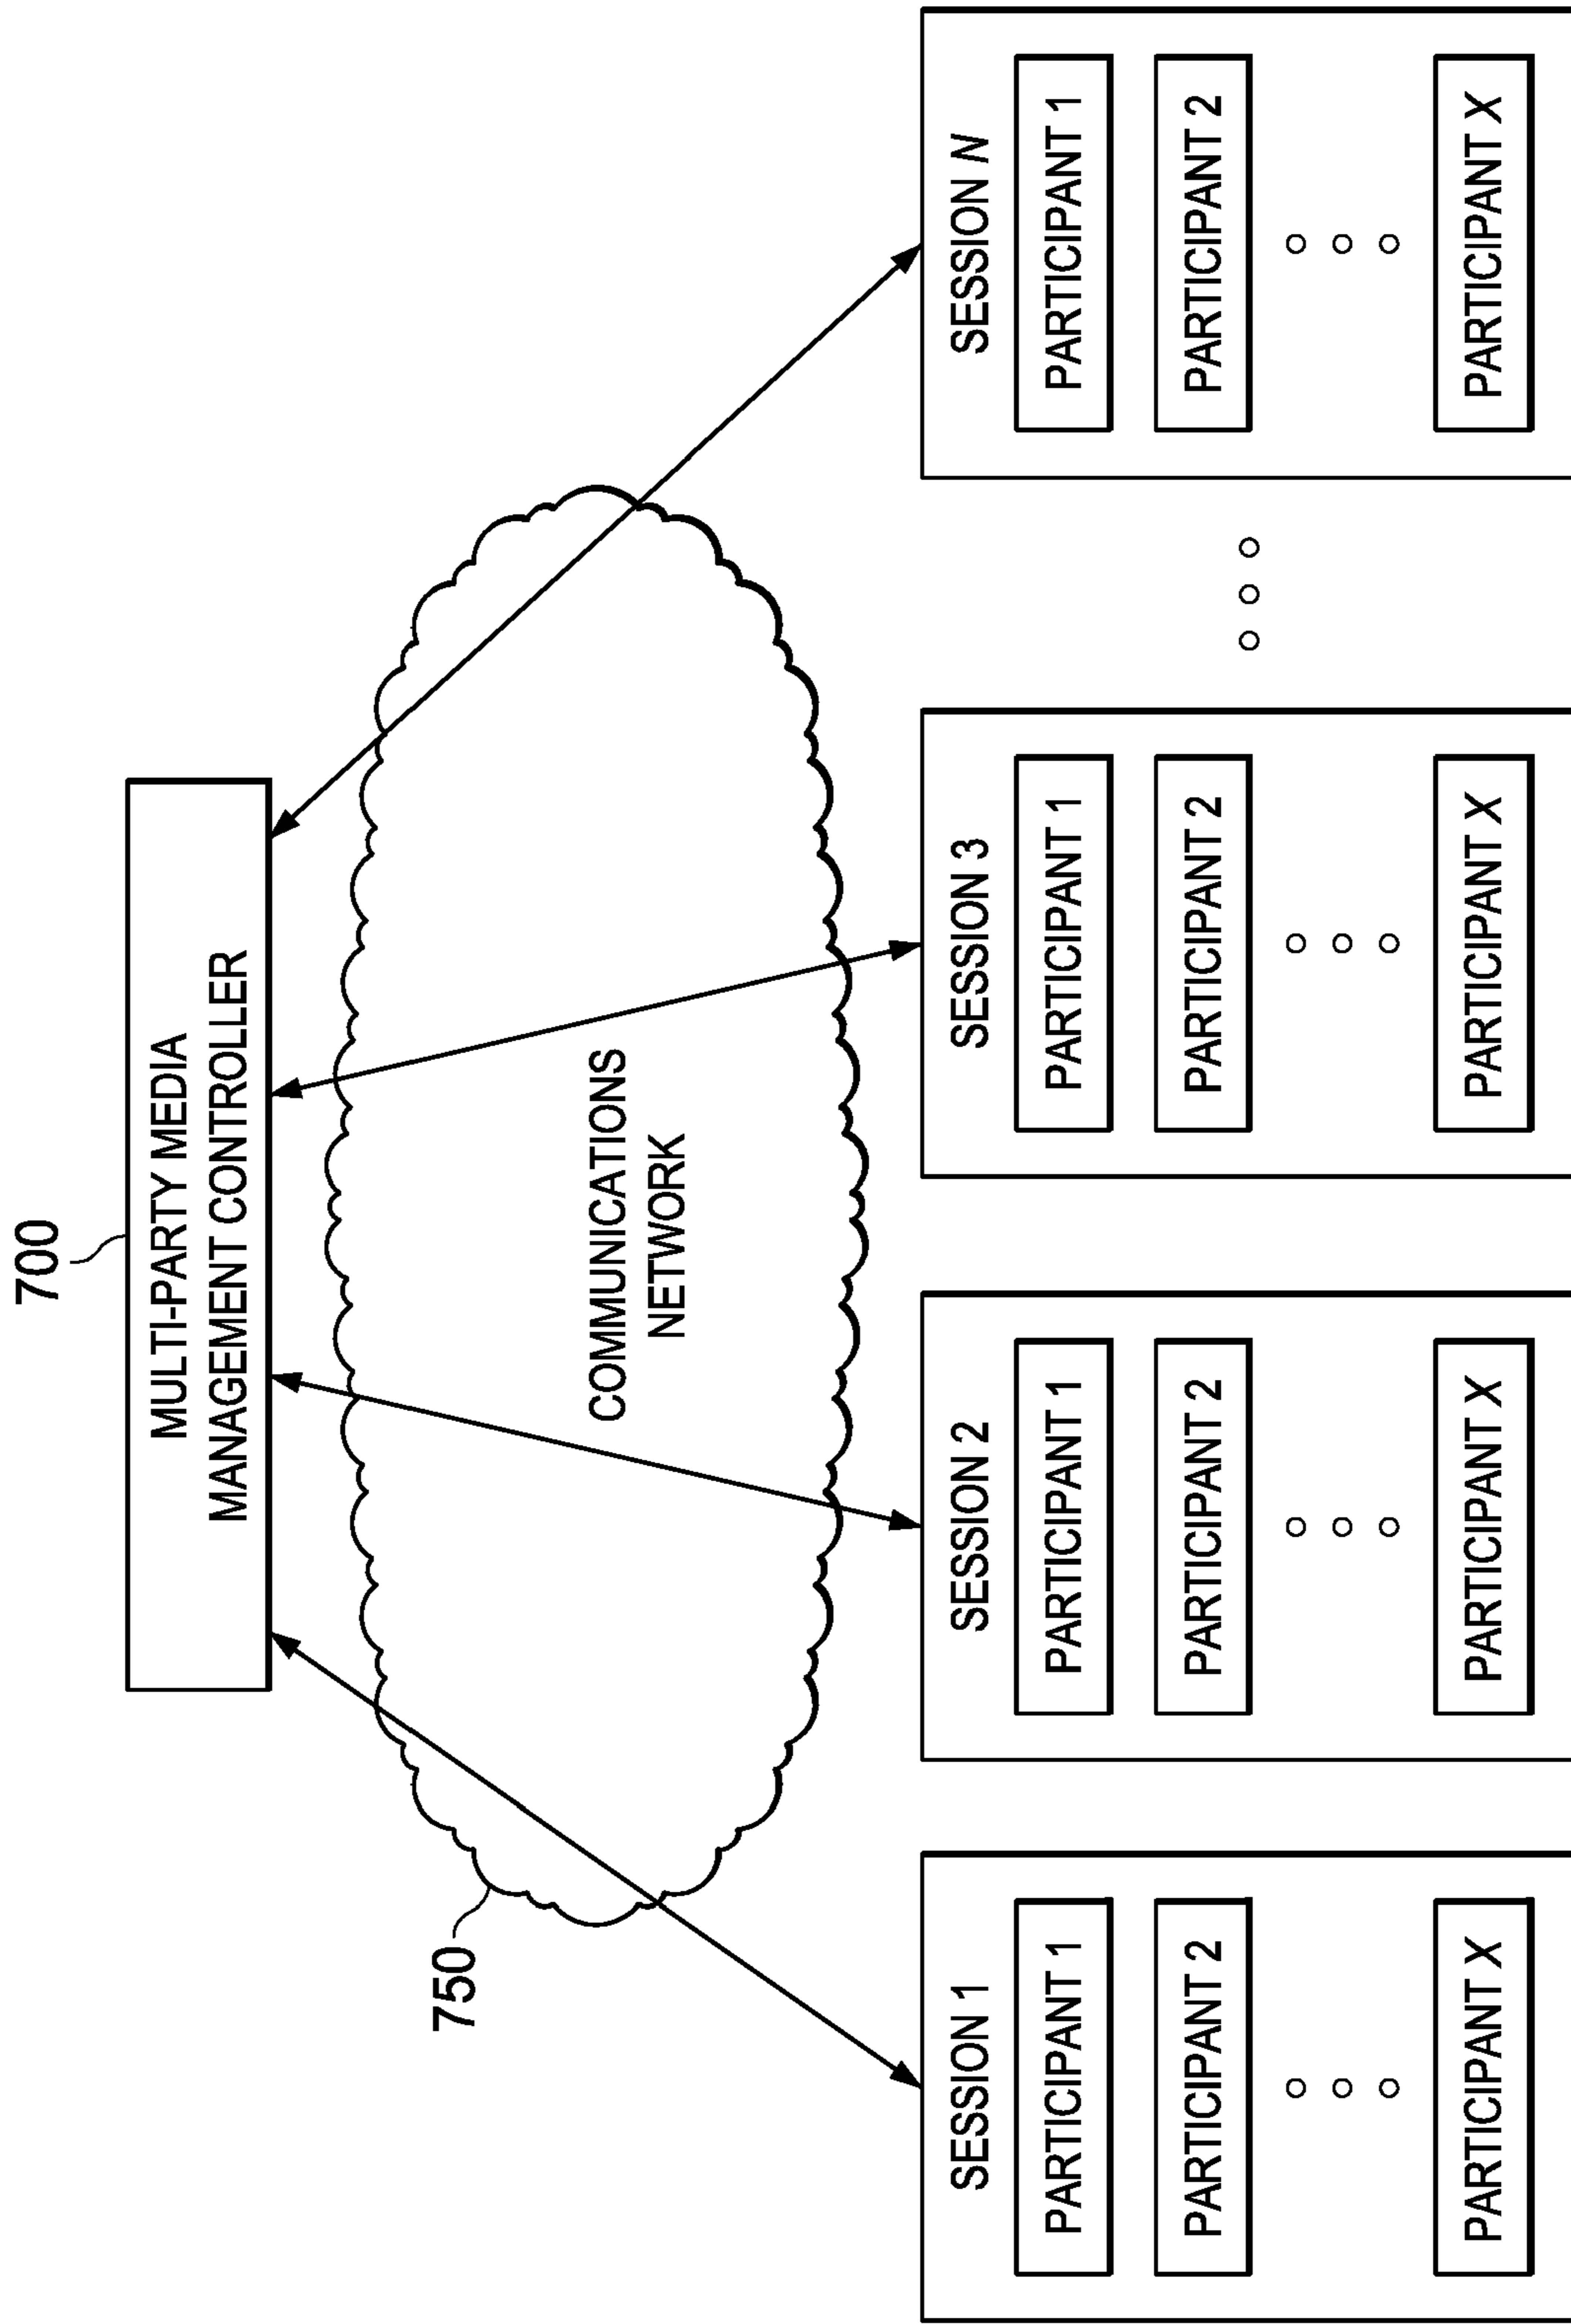 700
MULTI-PARTY MEDIA
MANAGEMENT CONTROLLER
750
COMMUNICATIONS
NETWORK
SESSION 1
PARTICIPANT 1
PARTICIPANT 2
PARTICIPANT X
SESSION 2
PARTICIPANT 1
PARTICIPANT 2
PARTICIPANT X
SESSION 3
PARTICIPANT 1
PARTICIPANT 2
PARTICIPANT X
SESSION N
PARTICIPANT 1
PARTICIPANT 2
PARTICIPANT X